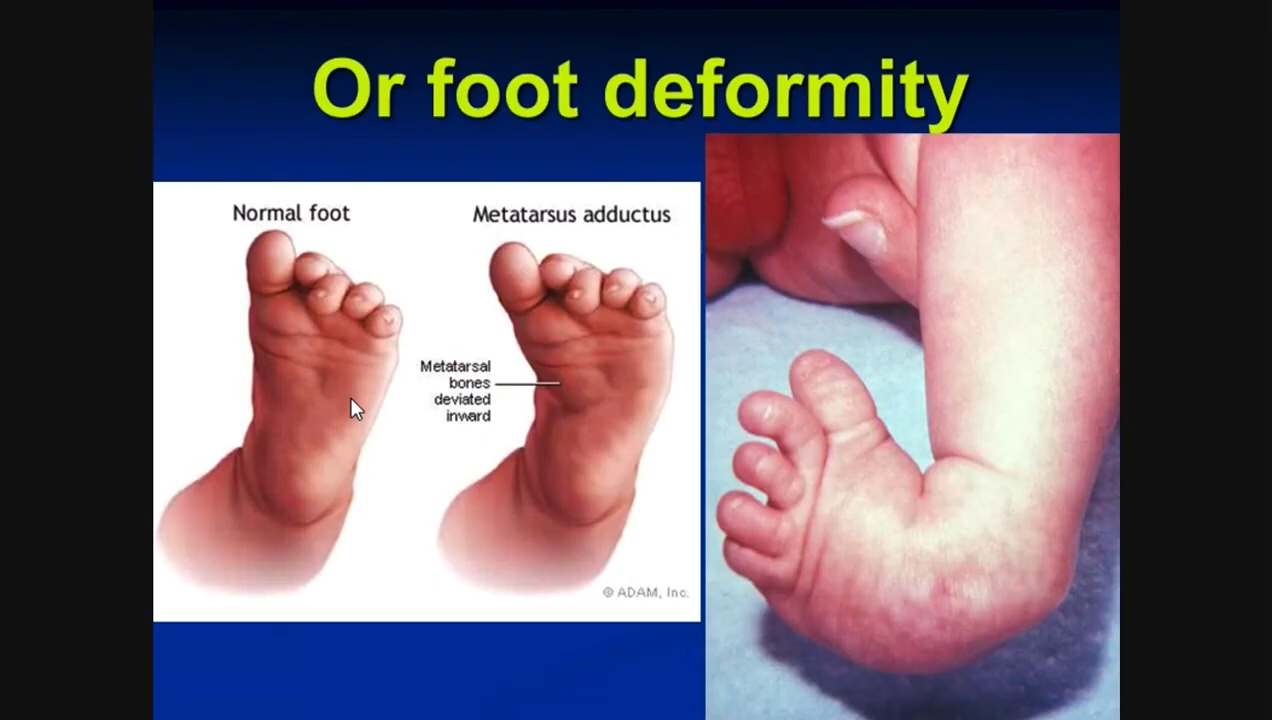 Or foot deformity
Normal foot
Metatarsus adductus
Metatarsal
bones
deviated
inward
© ADAM, Inc.